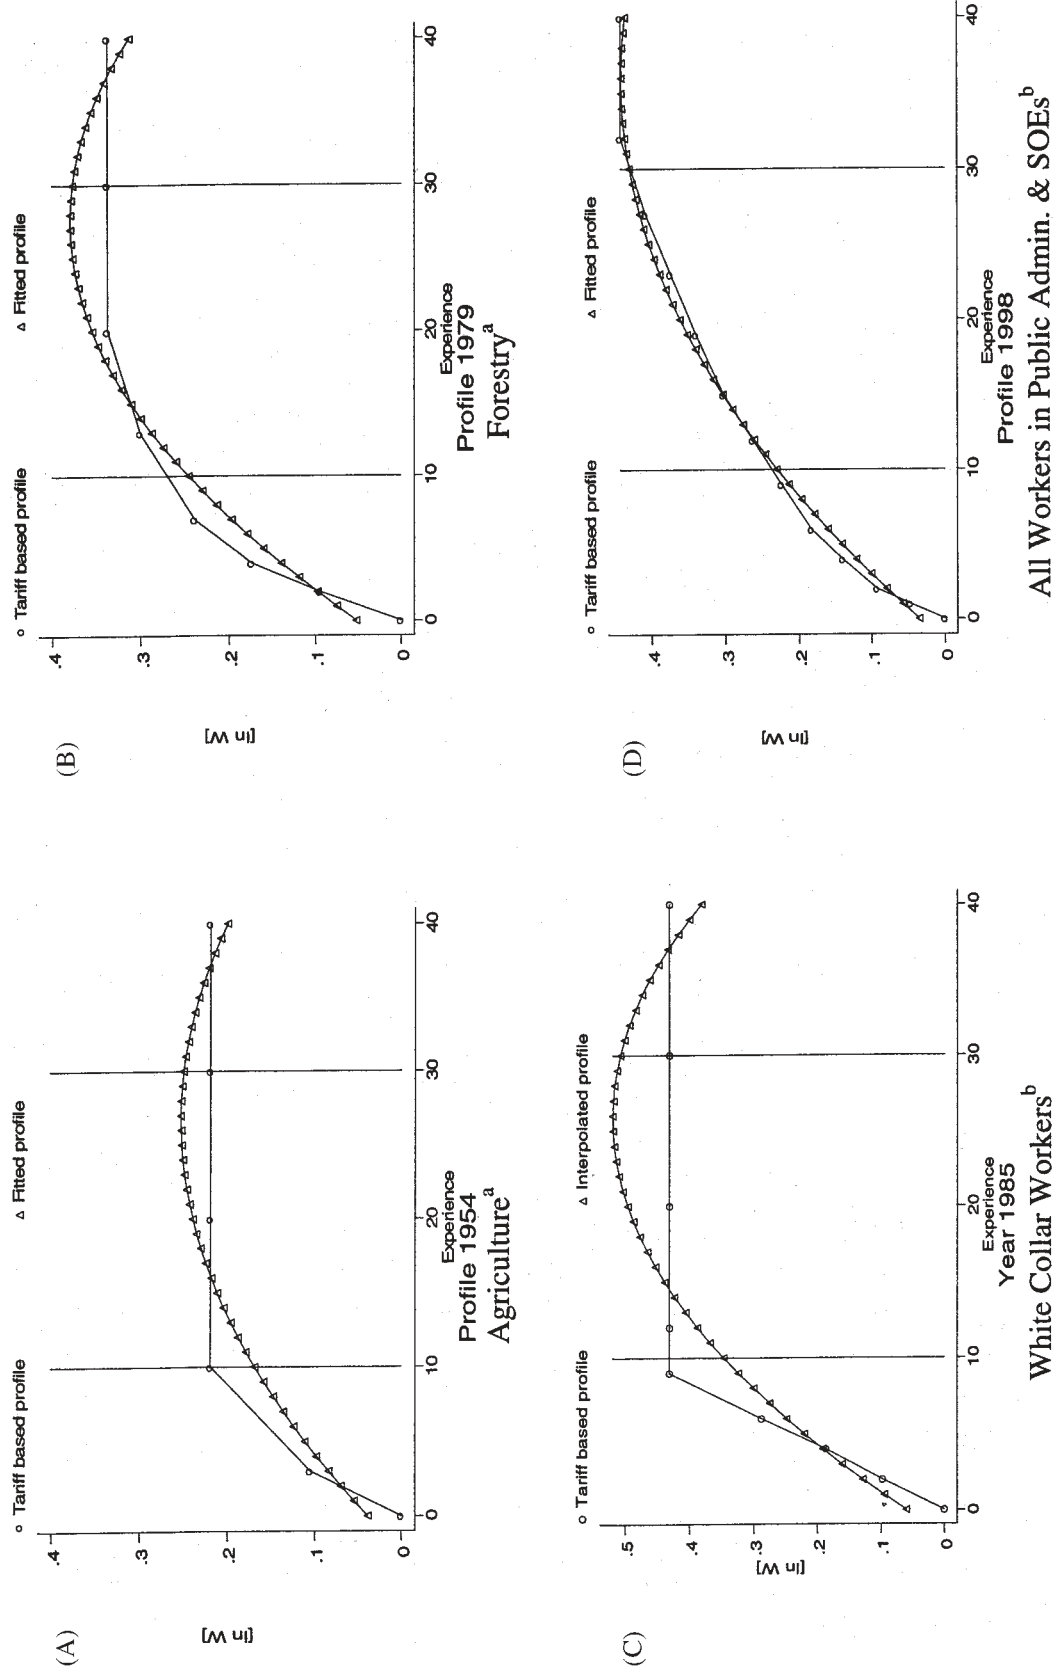 (A)
○ Tariff based profile △ Fitted profile
[ln W]
.4
.3
.2
.1
0
0 10 20 30 40
Experience
Profile 1954
Agriculture^a
(B)
○ Tariff based profile △ Fitted profile
[ln W]
.4
.3
.2
.1
0
0 10 20 30 40
Experience
Profile 1979
Forestry^a
(C)
○ Tariff based profile △ Interpolated profile
[ln W]
.5
.4
.3
.2
.1
0
0 10 20 30 40
Experience
Year 1985
White Collar Workers^b
(D)
○ Tariff based profile △ Fitted profile
[ln W]
.4
.3
.2
.1
0
0 10 20 30 40
Experience
Profile 1998
All Workers in Public Admin. & SOEs^b